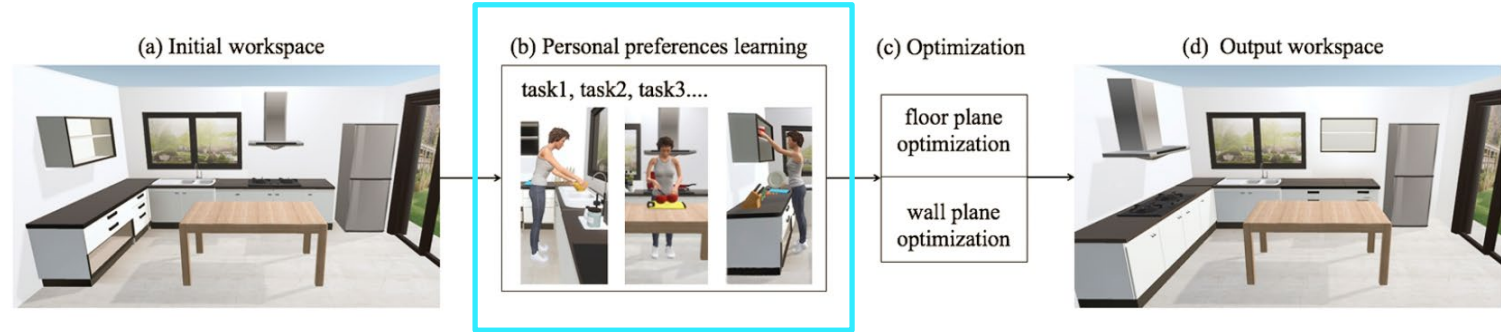 (a) Initial workspace
(b) Personal preferences learning
task1, task2, task3....
(c) Optimization
floor plane
optimization
wall plane
optimization
(d) Output workspace